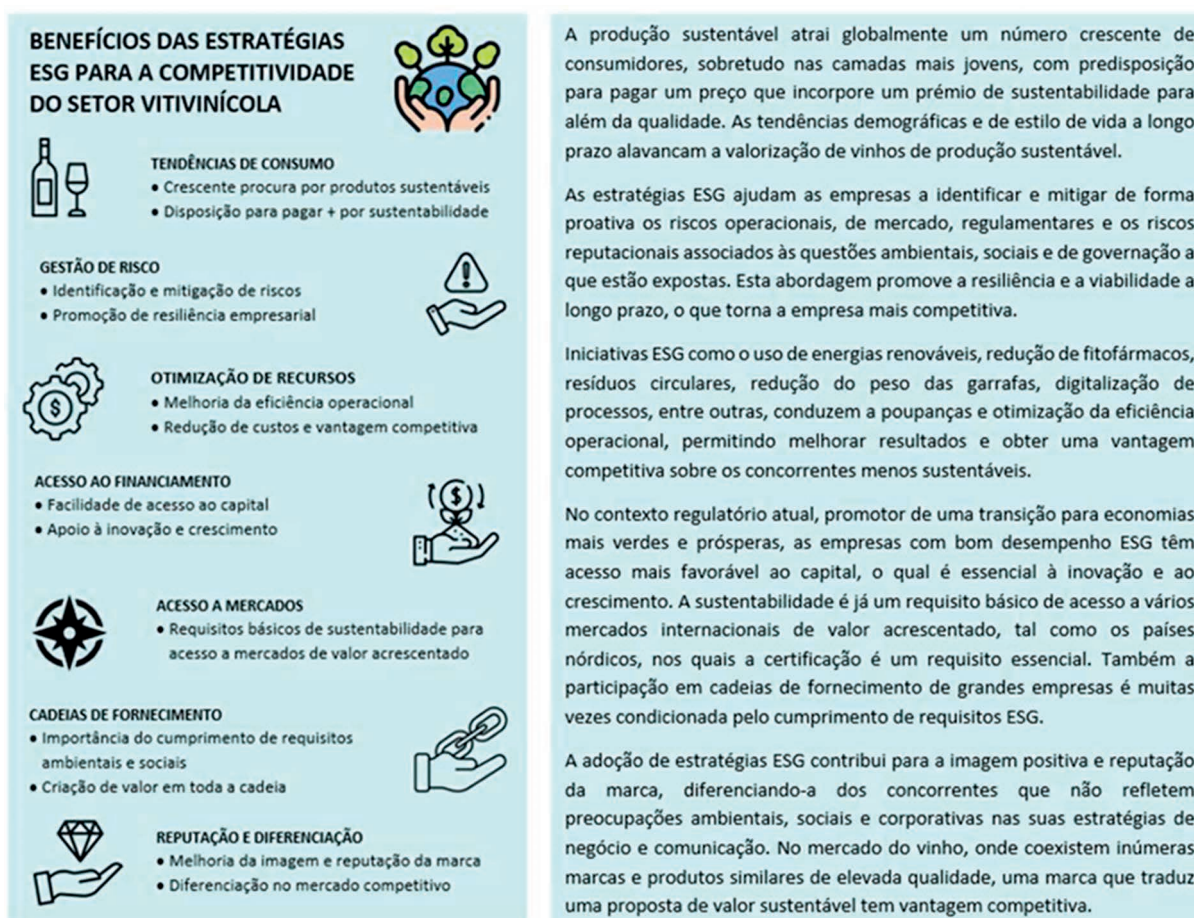 BENEFÍCIOS DAS ESTRATÉGIAS
ESG PARA A COMPETITIVIDADE
DO SETOR VITIVINÍCOLA
TENDÊNCIAS DE CONSUMO
• Crescente procura por produtos sustentáveis
• Disposição para pagar + por sustentabilidade
GESTÃO DE RISCO
• Identificação e mitigação de riscos
• Promoção de resiliência empresarial
$
OTIMIZAÇÃO DE RECURSOS
• Melhoria da eficiência operacional
• Redução de custos e vantagem competitiva
ACESSO AO FINANCIAMENTO
• Facilidade de acesso ao capital
• Apoio à inovação e crescimento
$
ACESSO A MERCADOS
• Requisitos básicos de sustentabilidade para
acesso a mercados de valor acrescentado
CADEIAS DE FORNECIMENTO
• Importância do cumprimento de requisitos
ambientais e sociais
• Criação de valor em toda a cadeia
REPUTAÇÃO E DIFERENCIAÇÃO
• Melhoria da imagem e reputação da marca
• Diferenciação no mercado competitivo
A produção sustentável atrai globalmente um número crescente de
consumidores, sobretudo nas camadas mais jovens, com predisposição
para pagar um preço que incorpore um prémio de sustentabilidade para
além da qualidade. As tendências demográficas e de estilo de vida a longo
prazo alavancam a valorização de vinhos de produção sustentável.
As estratégias ESG ajudam as empresas a identificar e mitigar de forma
proativa os riscos operacionais, de mercado, regulamentares e os riscos
reputacionais associados às questões ambientais, sociais e de governação a
que estão expostas. Esta abordagem promove a resiliência e a viabilidade a
longo prazo, o que torna a empresa mais competitiva.
Iniciativas ESG como o uso de energias renováveis, redução de fitofármacos,
resíduos circulares, redução do peso das garrafas, digitalização de
processos, entre outras, conduzem a poupanças e otimização da eficiência
operacional, permitindo melhorar resultados e obter uma vantagem
competitiva sobre os concorrentes menos sustentáveis.
No contexto regulatório atual, promotor de uma transição para economias
mais verdes e prósperas, as empresas com bom desempenho ESG têm
acesso mais favorável ao capital, o qual é essencial à inovação e ao
crescimento. A sustentabilidade é já um requisito básico de acesso a vários
mercados internacionais de valor acrescentado, tal como os países
nórdicos, nos quais a certificação é um requisito essencial. Também a
participação em cadeias de fornecimento de grandes empresas é muitas
vezes condicionada pelo cumprimento de requisitos ESG.
A adoção de estratégias ESG contribui para a imagem positiva e reputação
da marca, diferenciando-a dos concorrentes que não refletem
preocupações ambientais, sociais e corporativas nas suas estratégias de
negócio e comunicação. No mercado do vinho, onde coexistem inúmeras
marcas e produtos similares de elevada qualidade, uma marca que traduz
uma proposta de valor sustentável tem vantagem competitiva.